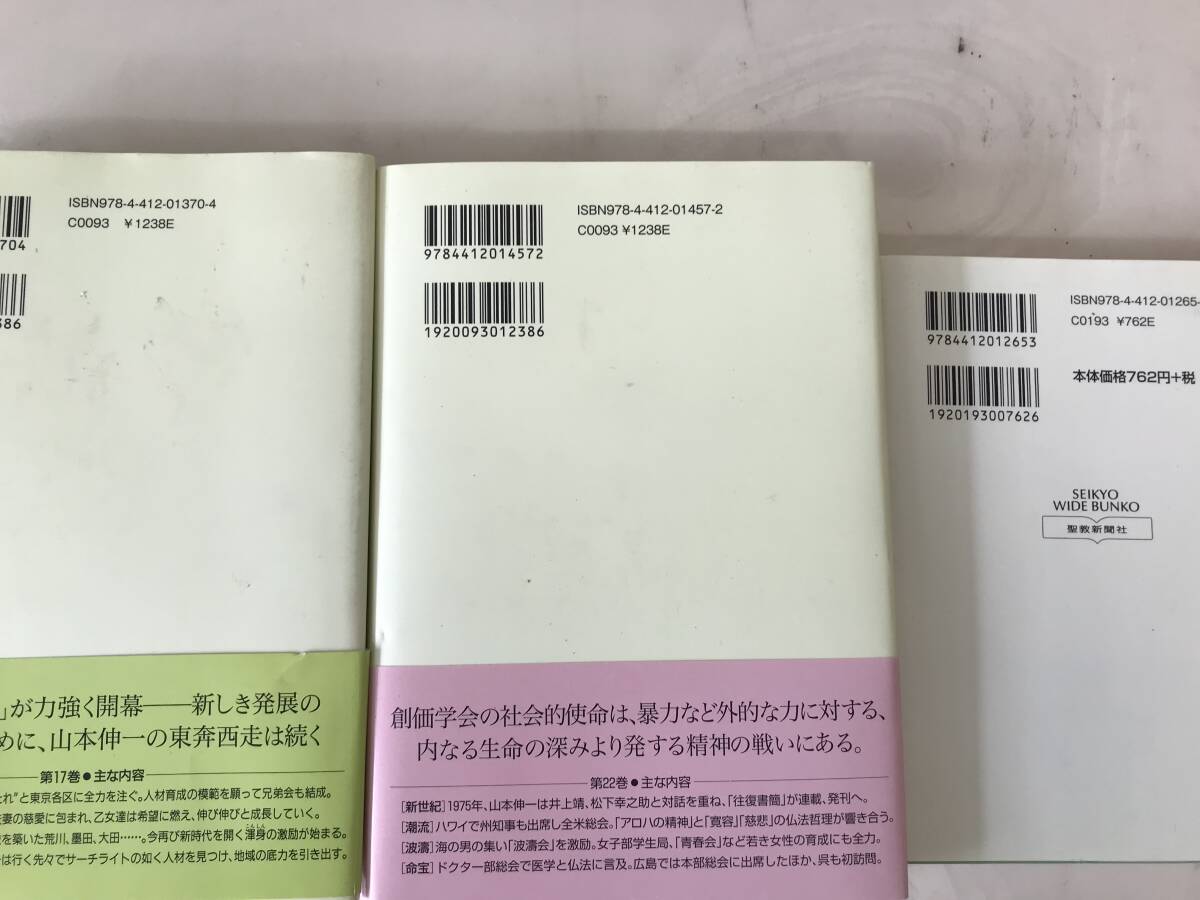 ISBN978-4-412-01370-4
C0093 ¥1238E
704
386
」が力強く開幕――新しき発展の
めに、山本伸一の東奔西走は続く
第17巻●主な内容
たれ”と東京各区に全力を注ぐ。人材育成の模範を願って兄弟会も結成。
妻の慈愛に包まれ、乙女達は希望に燃え、伸び伸びと成長していく。
を築いた荒川、墨田、大田……。今再び新時代を開く渾身の激励が始まる。
は行く先々でサーチライトの如く人材を見つけ、地域の底力を引き出す。
ISBN978-4-412-01457-2
C0093 ¥1238E
9784412014572
1920093012386
創価学会の社会的使命は、暴力など外的な力に対する、
内なる生命の深みより発する精神の戦いにある。
第22巻●主な内容
[新世紀]1975年、山本伸一は井上靖、松下幸之助と対話を重ね、「往復書簡」が連載、発刊へ。
[潮流]ハワイで州知事も出席し全米総会。「アロハの精神」と「寛容」「慈悲」の仏法哲理が響き合う。
[波濤]海の男の集い「波濤会」を激励。女子部学生局、「青春会」など若き女性の育成にも全力。
[命宝]ドクター部総会で医学と仏法に言及。広島では本部総会に出席したほか、呉も初訪問。
ISBN978-4-412-01265-
C0193 ¥762E
9784412012653
本体価格762円+税
1920193007626
SEIKYO
WIDE BUNKO
聖教新聞社